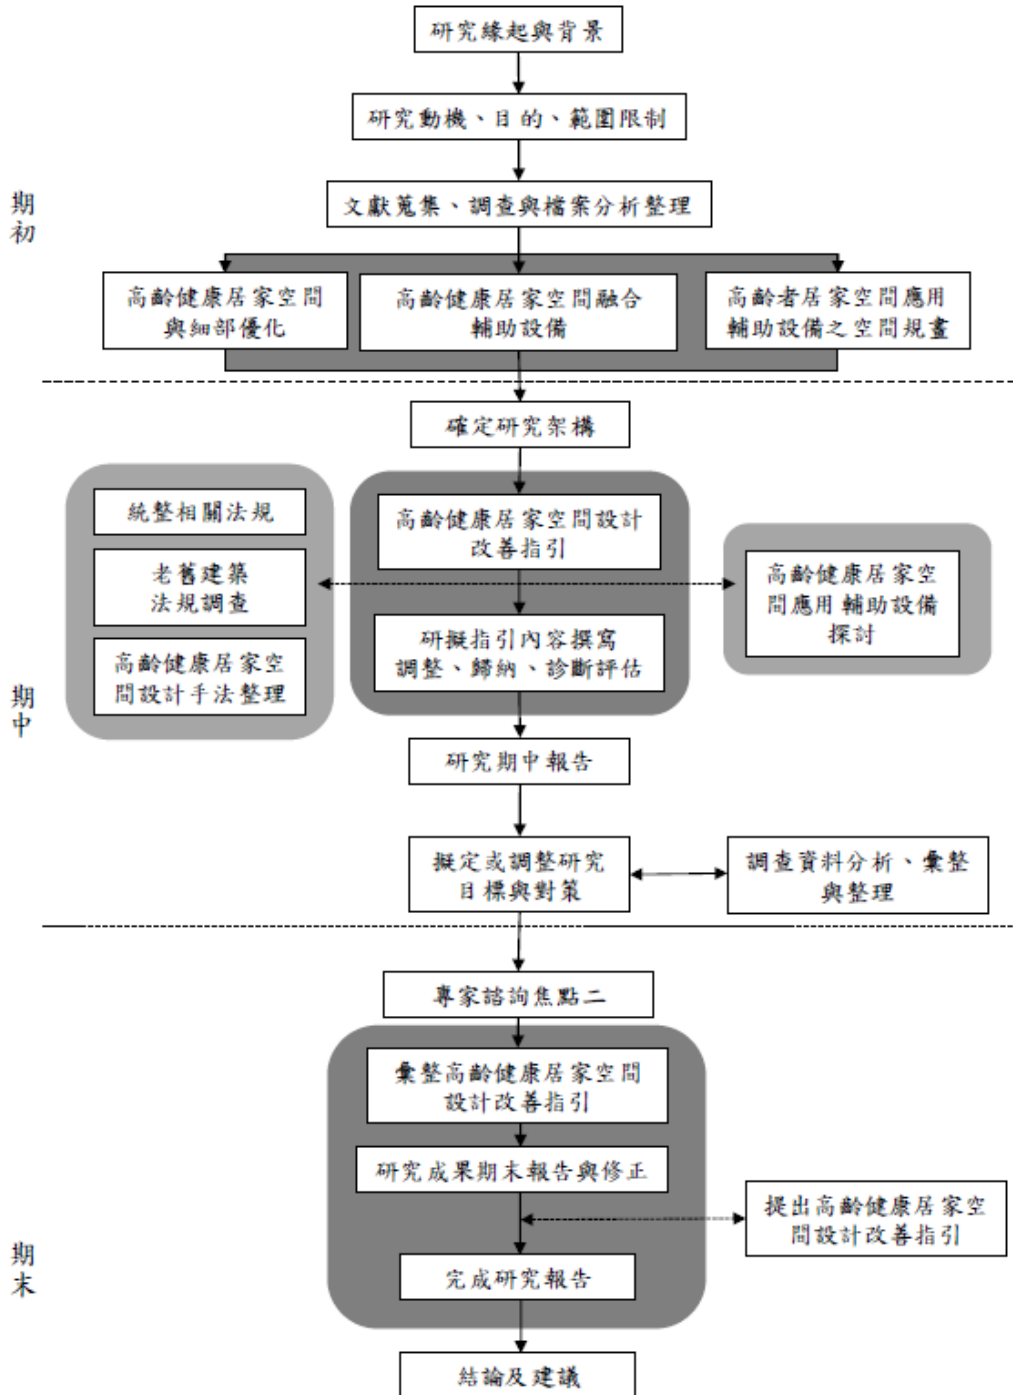 研究緣起與背景
研究動機、目的、範圍限制
文獻蒐集、調查與檔案分析整理
期
初
高齡健康居家空間
與細部優化
高齡健康居家空間融合
輔助設備
高齡者居家空間應用
輔助設備之空間規畫
確定研究架構
統整相關法規
老舊建築
法規調查
高齡健康居家空
間設計手法整理
高齡健康居家空間設計
改善指引
研擬指引內容撰寫
調整、歸納、診斷評估
高齡健康居家空
間應用輔助設備
探討
期
中
研究期中報告
擬定或調整研究
目標與對策
調查資料分析、彙整
與整理
專家諮詢焦點二
彙整高齡健康居家空間
設計改善指引
研究成果期末報告與修正
提出高齡健康居家空
間設計改善指引
期
末
完成研究報告
結論及建議